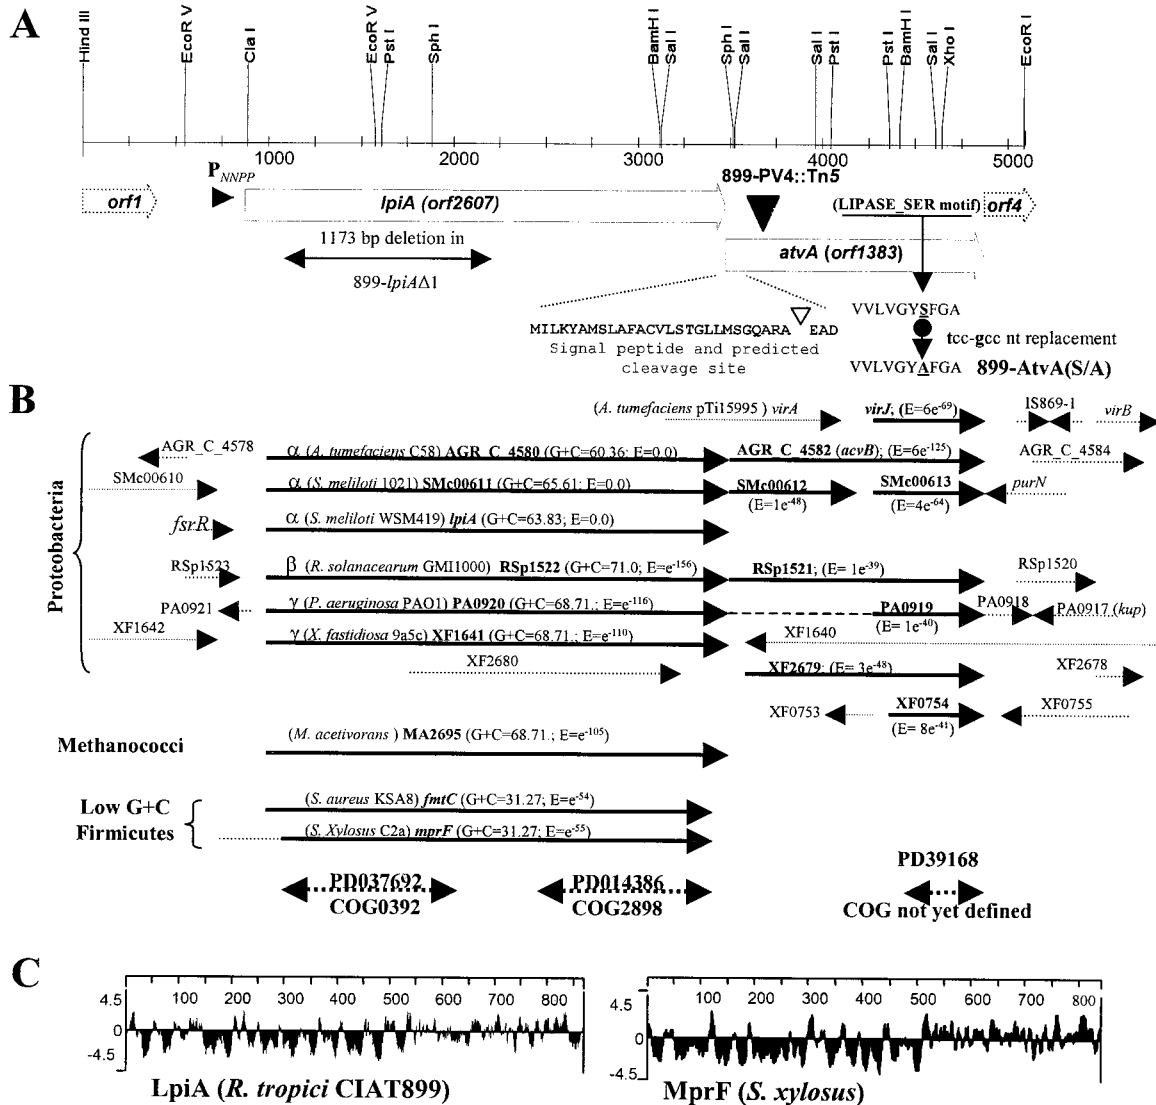 A
Hind III
EcoR V
Cla I
EcoR V
Pst I
Sph I
BamH I
Sal I
Sph I
Sal I
Sal I
Pst I
Pst I
BamH I
Sal I
Xho I
EcoR I
1000
2000
3000
4000
5000
P NNPP
899-PV4::Tn5
orf1
lpiA (orf2607)
(LIPASE_SER motif)
orf4
1173 bp deletion in
899-lpiAΔ1
atvA (orf1383)
VVLVGYSFGA
MILKYAMSLAFACVLSTGLLMSGQARA EAD
Signal peptide and predicted
cleavage site
tcc-gcc nt replacement
VVLVGYAFGA
899-AtvA(S/A)
B
Proteobacteria
(A. tumefaciens pTi15995 ) virA
virJ; (E=6e-69)
IS869-1
virB
AGR_C_4578
α (A. tumefaciens C58) AGR_C_4580 (G+C=60.36: E=0.0)
AGR_C_4582 (acvB); (E=6e-125)
AGR_C_4584
SMc00610
α (S. meliloti 1021) SMc00611 (G+C=65.61; E=0.0)
SMc00612
(E=1e-48)
SMc00613
(E=4e-64)
purN
fsrR
α (S. meliloti WSM419) lpiA (G+C=63.83; E=0.0)
RSp1523
β (R. solanacearum GMI1000) RSp1522 (G+C=71.0; E=e-156)
RSp1521; (E= 1e-39)
RSp1520
PA0921
γ (P. aeruginosa PAO1) PA0920 (G+C=68.71.; E=e-116)
PA0919
(E= 1e-40)
PA0918
PA0917 (kup)
XF1642
γ (X. fastidiosa 9a5c) XF1641 (G+C=68.71.; E=e-110)
XF1640
XF2680
XF2679; (E= 3e-48)
XF2678
XF0753
XF0754
(E= 8e-41)
XF0755
Methanococi
(M. acetivorans ) MA2695 (G+C=68.71.; E=e-105)
Low G+C
Firmicutes
(S. aureus KSA8) fmtC (G+C=31.27; E=e-54)
(S. Xylosus C2a) mprF (G+C=31.27; E=e-55)
PD037692
COG0392
PD014386
COG2898
PD39168
COG not yet defined
C
100 200 300 400 500 600 700 800
4.5
0
-4.5
LpiA (R. tropici CIAT899)
100 200 300 400 500 600 700 800
4.5
0
-4.5
MprF (S. xylosus)